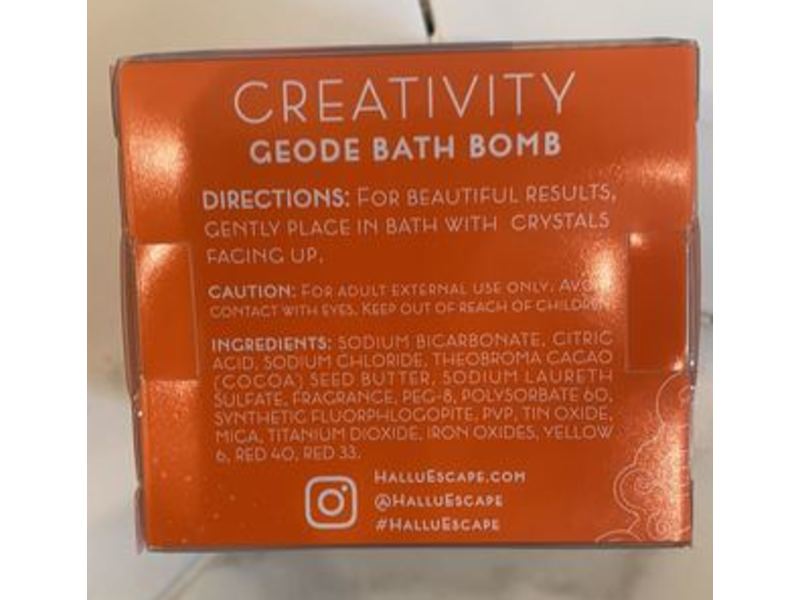 CREATIVITY
GEODE BATH BOMB
DIRECTIONS: FOR BEAUTIFUL RESULTS,
GENTLY PLACE IN BATH WITH CRYSTALS
FACING UP.
CAUTION: FOR ADULT EXTERNAL USE ONLY. AVOID
CONTACT WITH EYES. KEEP OUT OF REACH OF CHILDREN
INGREDIENTS: SODIUM BICARBONATE, CITRIC
ACID, SODIUM CHLORIDE, THEOBROMA CACAO
(COCOA) SEED BUTTER, SODIUM LAURETH
SULFATE, FRAGRANCE, PEG-8, POLYSORBATE 60,
SYNTHETIC FLUORPHLOGOPITE, PVP, TIN OXIDE,
MICA, TITANIUM DIOXIDE, IRON OXIDES, YELLOW
6, RED 40, RED 33.
HALLUESCAPE.COM
@HALLUESCAPE
#HALLUESCAPE